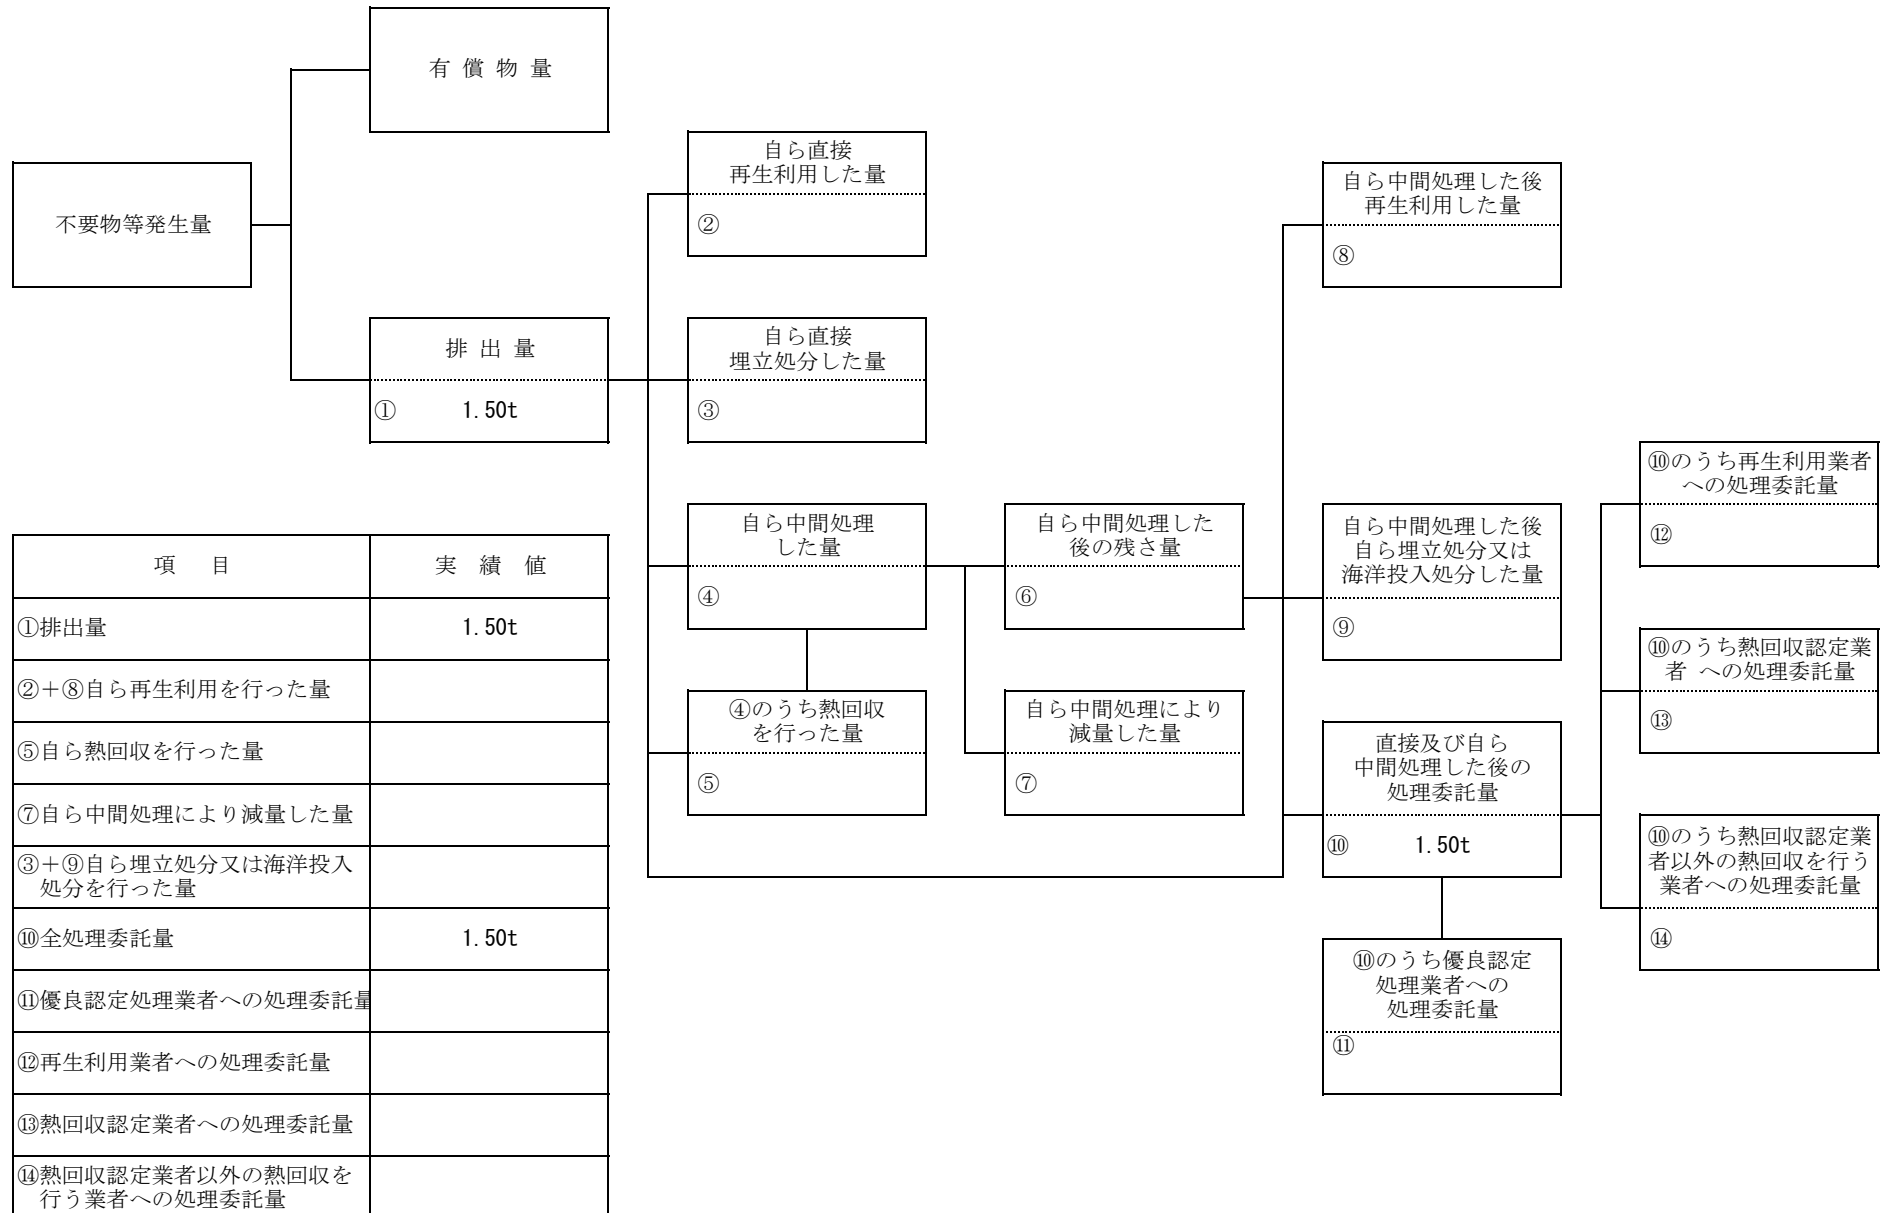 有 償 物 量
不要物等発生量
排 出 量
① 1.50t
自ら直接
再生利用した量
②
自ら直接
埋立処分した量
③
自ら中間処理
した量
④
④のうち熱回収
を行った量
⑤
自ら中間処理した
後の残さ量
⑥
自ら中間処理により
減量した量
⑦
自ら中間処理した後
再生利用した量
⑧
自ら中間処理した後
自ら埋立処分又は
海洋投入処分した量
⑨
直接及び自ら
中間処理した後の
処理委託量
⑩ 1.50t
⑩のうち優良認定
処理業者への
処理委託量
⑪
⑩のうち再生利用業者
への処理委託量
⑫
⑩のうち熱回収認定業
者 への処理委託量
⑬
⑩のうち熱回収認定業
者以外の熱回収を行う
業者への処理委託量
⑭
項 目 実 績 値
①排出量 1.50t
②+⑧自ら再生利用を行った量
⑤自ら熱回収を行った量
⑦自ら中間処理により減量した量
③+⑨自ら埋立処分又は海洋投入
処分を行った量
⑩全処理委託量 1.50t
⑪優良認定処理業者への処理委託量
⑫再生利用業者への処理委託量
⑬熱回収認定業者への処理委託量
⑭熱回収認定業者以外の熱回収を
行う業者への処理委託量